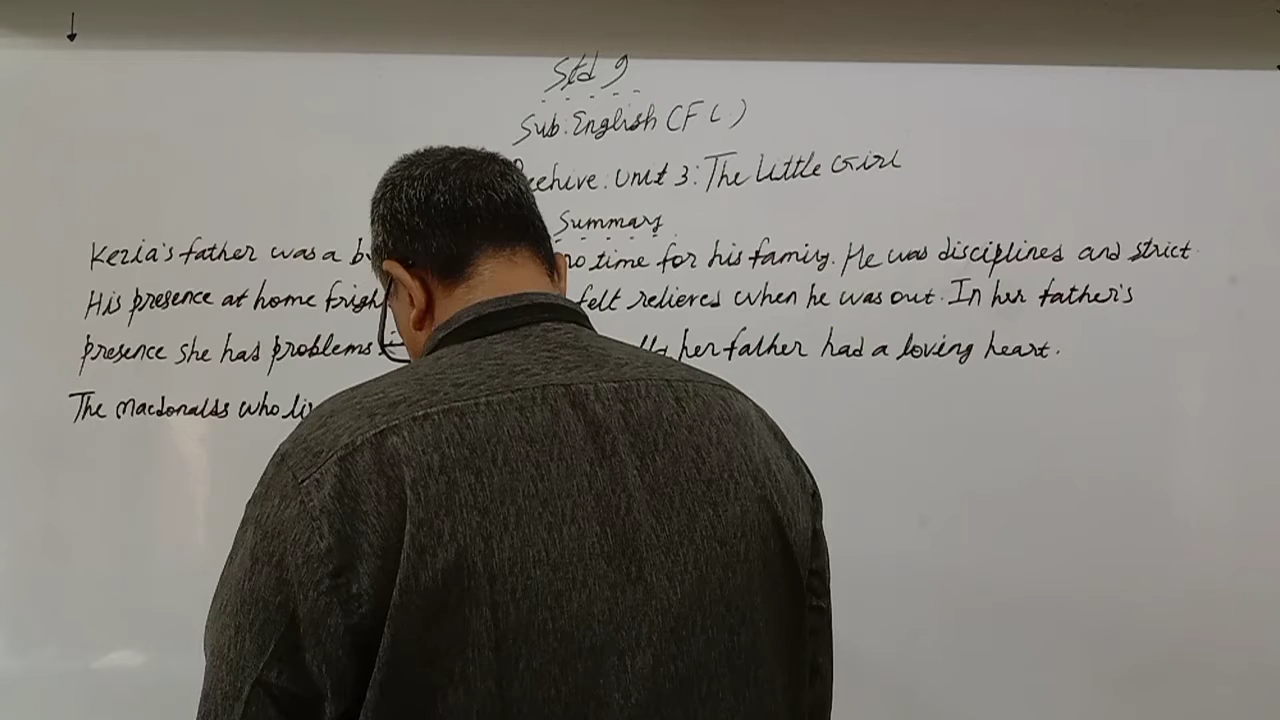 Std 9
Sub: English (FL)
Beehive: Unit 3: The Little Girl
Summary
Kezia's father was a no time for his family. He was disciplined and strict.
His presence at home felt relieved when he was out. In her father's
presence she had problems her father had a loving heart.
The Macdonalds who